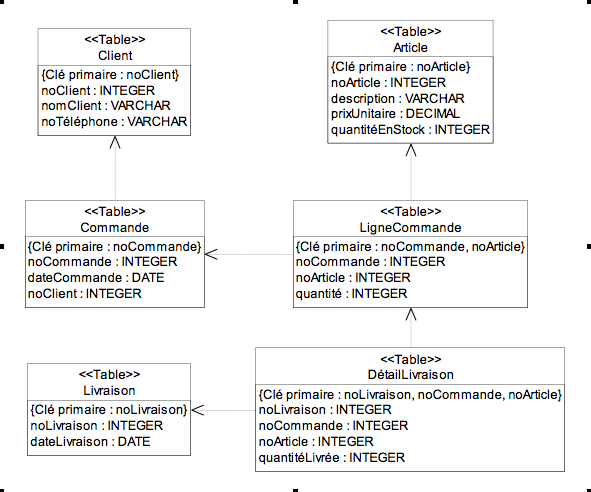 <<Table>>
Client
{Clé primaire : noClient}
noClient : INTEGER
nomClient : VARCHAR
noTéléphone : VARCHAR
<<Table>>
Article
{Clé primaire : noArticle}
noArticle : INTEGER
description : VARCHAR
prixUnitaire : DECIMAL
quantitéEnStock : INTEGER
<<Table>>
Commande
{Clé primaire : noCommande}
noCommande : INTEGER
dateCommande : DATE
noClient : INTEGER
<<Table>>
LigneCommande
{Clé primaire : noCommande, noArticle}
noCommande : INTEGER
noArticle : INTEGER
quantité : INTEGER
<<Table>>
Livraison
{Clé primaire : noLivraison}
noLivraison : INTEGER
dateLivraison : DATE
<<Table>>
DétailLivraison
{Clé primaire : noLivraison, noCommande, noArticle}
noLivraison : INTEGER
noCommande : INTEGER
noArticle : INTEGER
quantitéLivrée : INTEGER